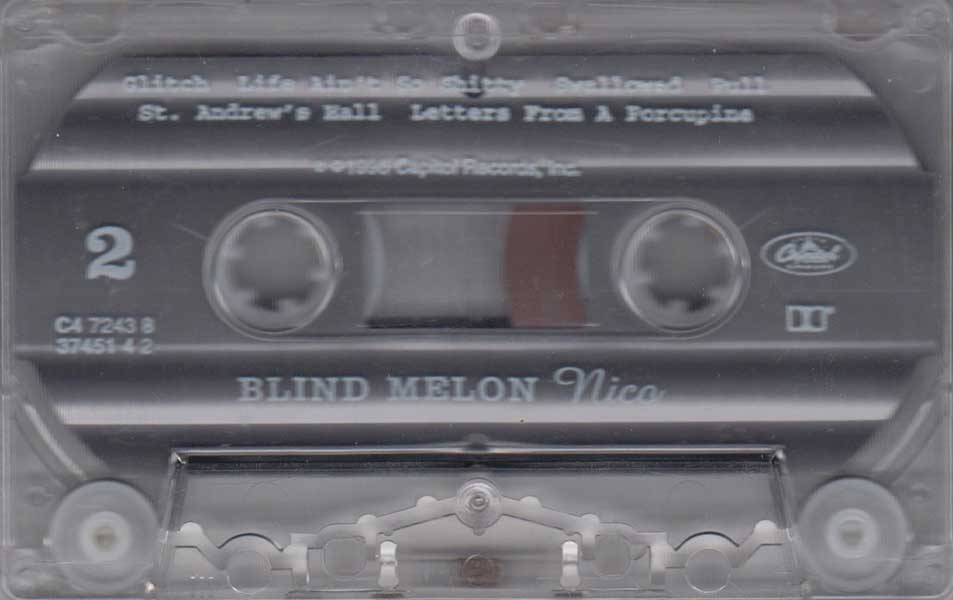 Glitch Life Ain't So Shitty Swallowed Pull
St. Andrew's Hall Letters From A Porcupine
℗ ©1996 Capitol Records, Inc.
2
Capitol
C4 7243 8
37451 4 2
BLIND MELON Nico